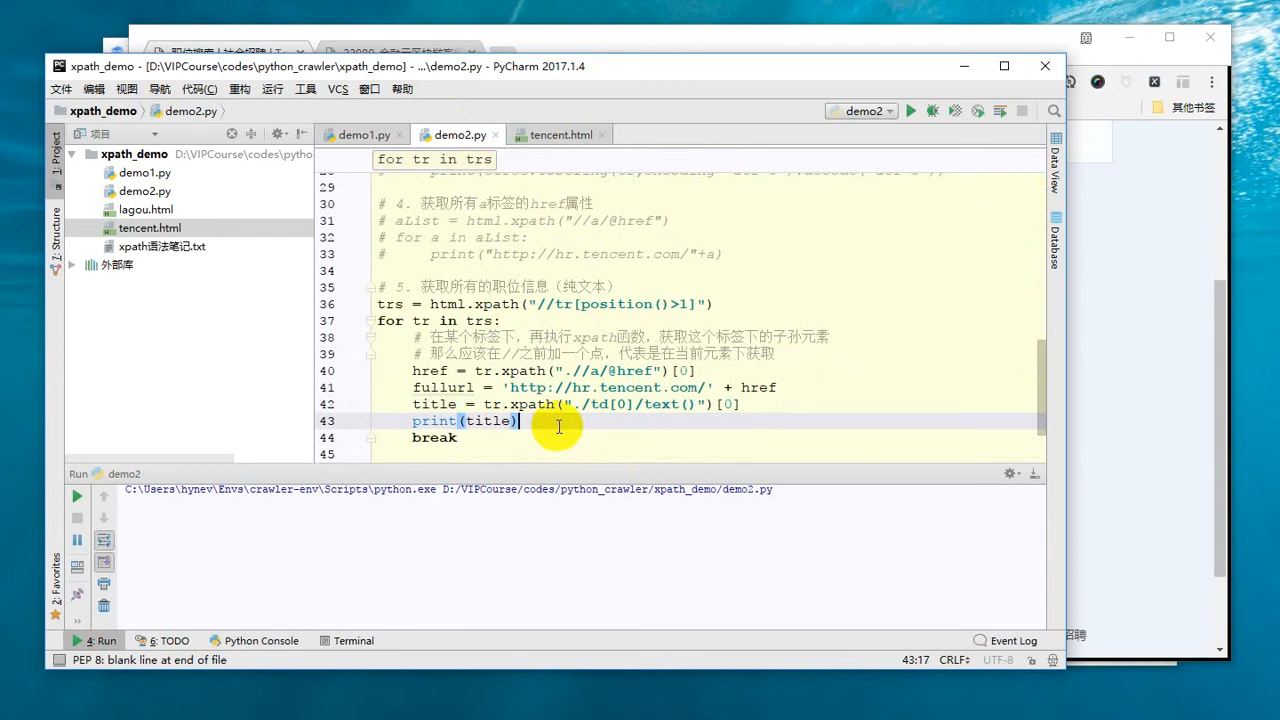 职位搜索 | 社会招聘 | T
xpath_demo - [D:\VIPCourse\codes\python_crawler\xpath_demo] - ...\demo2.py - PyCharm 2017.1.4
文件 编辑 视图 导航 代码(C) 重构 运行 工具 VCS 窗口 帮助
xpath_demo demo2.py
demo2
其他书签
项目
demo1.py demo2.py tencent.html
xpath_demo D:\VIPCourse\codes\pytho
demo1.py
demo2.py
lagou.html
tencent.html
xpath语法笔记.txt
外部库
1: Project
7: Structure
2: Favorites
Data View
Database
for tr in trs
29
30 # 4. 获取所有a标签的href属性
31 # aList = html.xpath("//a/@href")
32 # for a in aList:
33 # print("http://hr.tencent.com/"+a)
34
35 # 5. 获取所有的职位信息（纯文本）
36 trs = html.xpath("//tr[position()>1]")
37 for tr in trs:
38 # 在某个标签下，再执行xpath函数，获取这个标签下的子孙元素
39 # 那么应该在//之前加一个点，代表是在当前元素下获取
40 href = tr.xpath(".//a/@href")[0]
41 fullurl = 'http://hr.tencent.com/' + href
42 title = tr.xpath("./td[0]/text()")[0]
43 print(title)
44 break
45
Run demo2
C:\Users\hynev\Envs\crawler-env\Scripts\python.exe D:/VIPCourse/codes/python_crawler/xpath_demo/demo2.py
4: Run 6: TODO Python Console Terminal Event Log
PEP 8: blank line at end of file 43:17 CRLF UTF-8
招聘